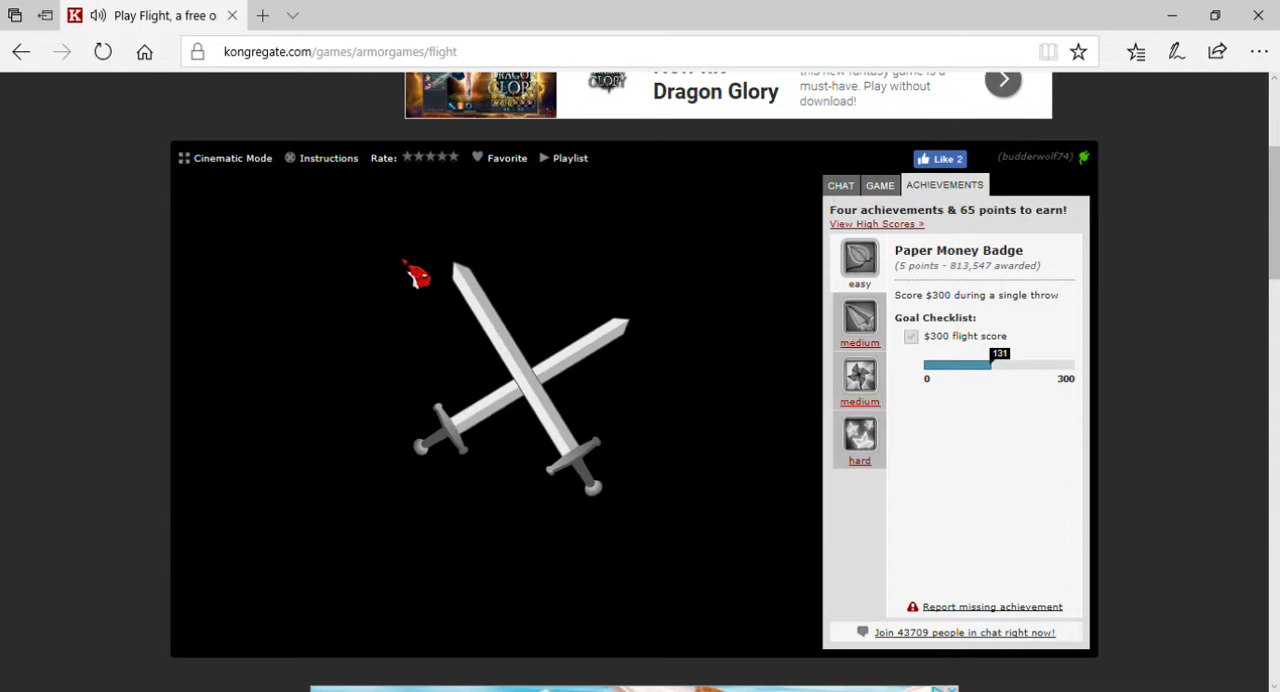 Play Flight, a free o
kongregate.com/games/armorgames/flight
DRAGON
GLORY
GLORY
Dragon Glory
this new fantasy game is a
must-have. Play without
download!
Cinematic Mode
Instructions
Rate:
Favorite
Playlist
Like 2
(budderwolf74)
CHAT
GAME
ACHIEVEMENTS
Four achievements & 65 points to earn!
View High Scores »
easy
medium
medium
hard
Paper Money Badge
(5 points - 813,547 awarded)
Score $300 during a single throw
Goal Checklist:
$300 flight score
131
0
300
Report missing achievement
Join 43709 people in chat right now!